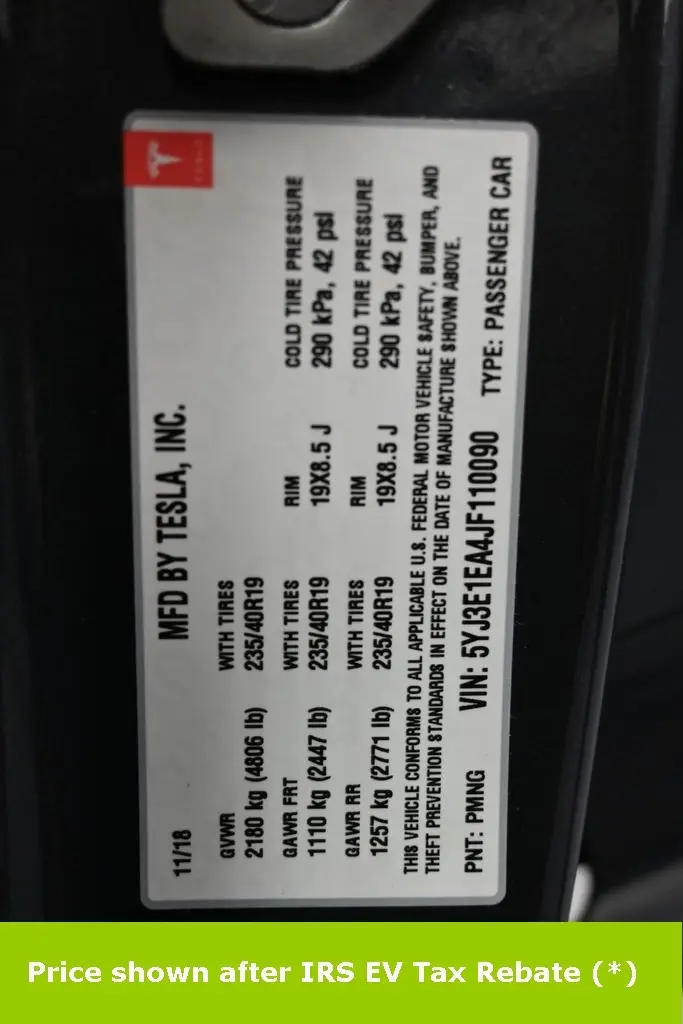 TESLA
MFD BY TESLA, INC.
11/18
GVWR WITH TIRES
2180 kg (4806 lb) 235/40R19
GAWR FRT WITH TIRES RIM COLD TIRE PRESSURE
1110 kg (2447 lb) 235/40R19 19X8.5 J 290 kPa, 42 psi
GAWR RR WITH TIRES RIM COLD TIRE PRESSURE
1257 kg (2771 lb) 235/40R19 19X8.5 J 290 kPa, 42 psi
THIS VEHICLE CONFORMS TO ALL APPLICABLE U.S. FEDERAL MOTOR VEHICLE SAFETY, BUMPER, AND
THEFT PREVENTION STANDARDS IN EFFECT ON THE DATE OF MANUFACTURE SHOWN ABOVE.
PNT: PMNG VIN: 5YJ3E1EA4JF110090 TYPE: PASSENGER CAR
Price shown after IRS EV Tax Rebate (*)